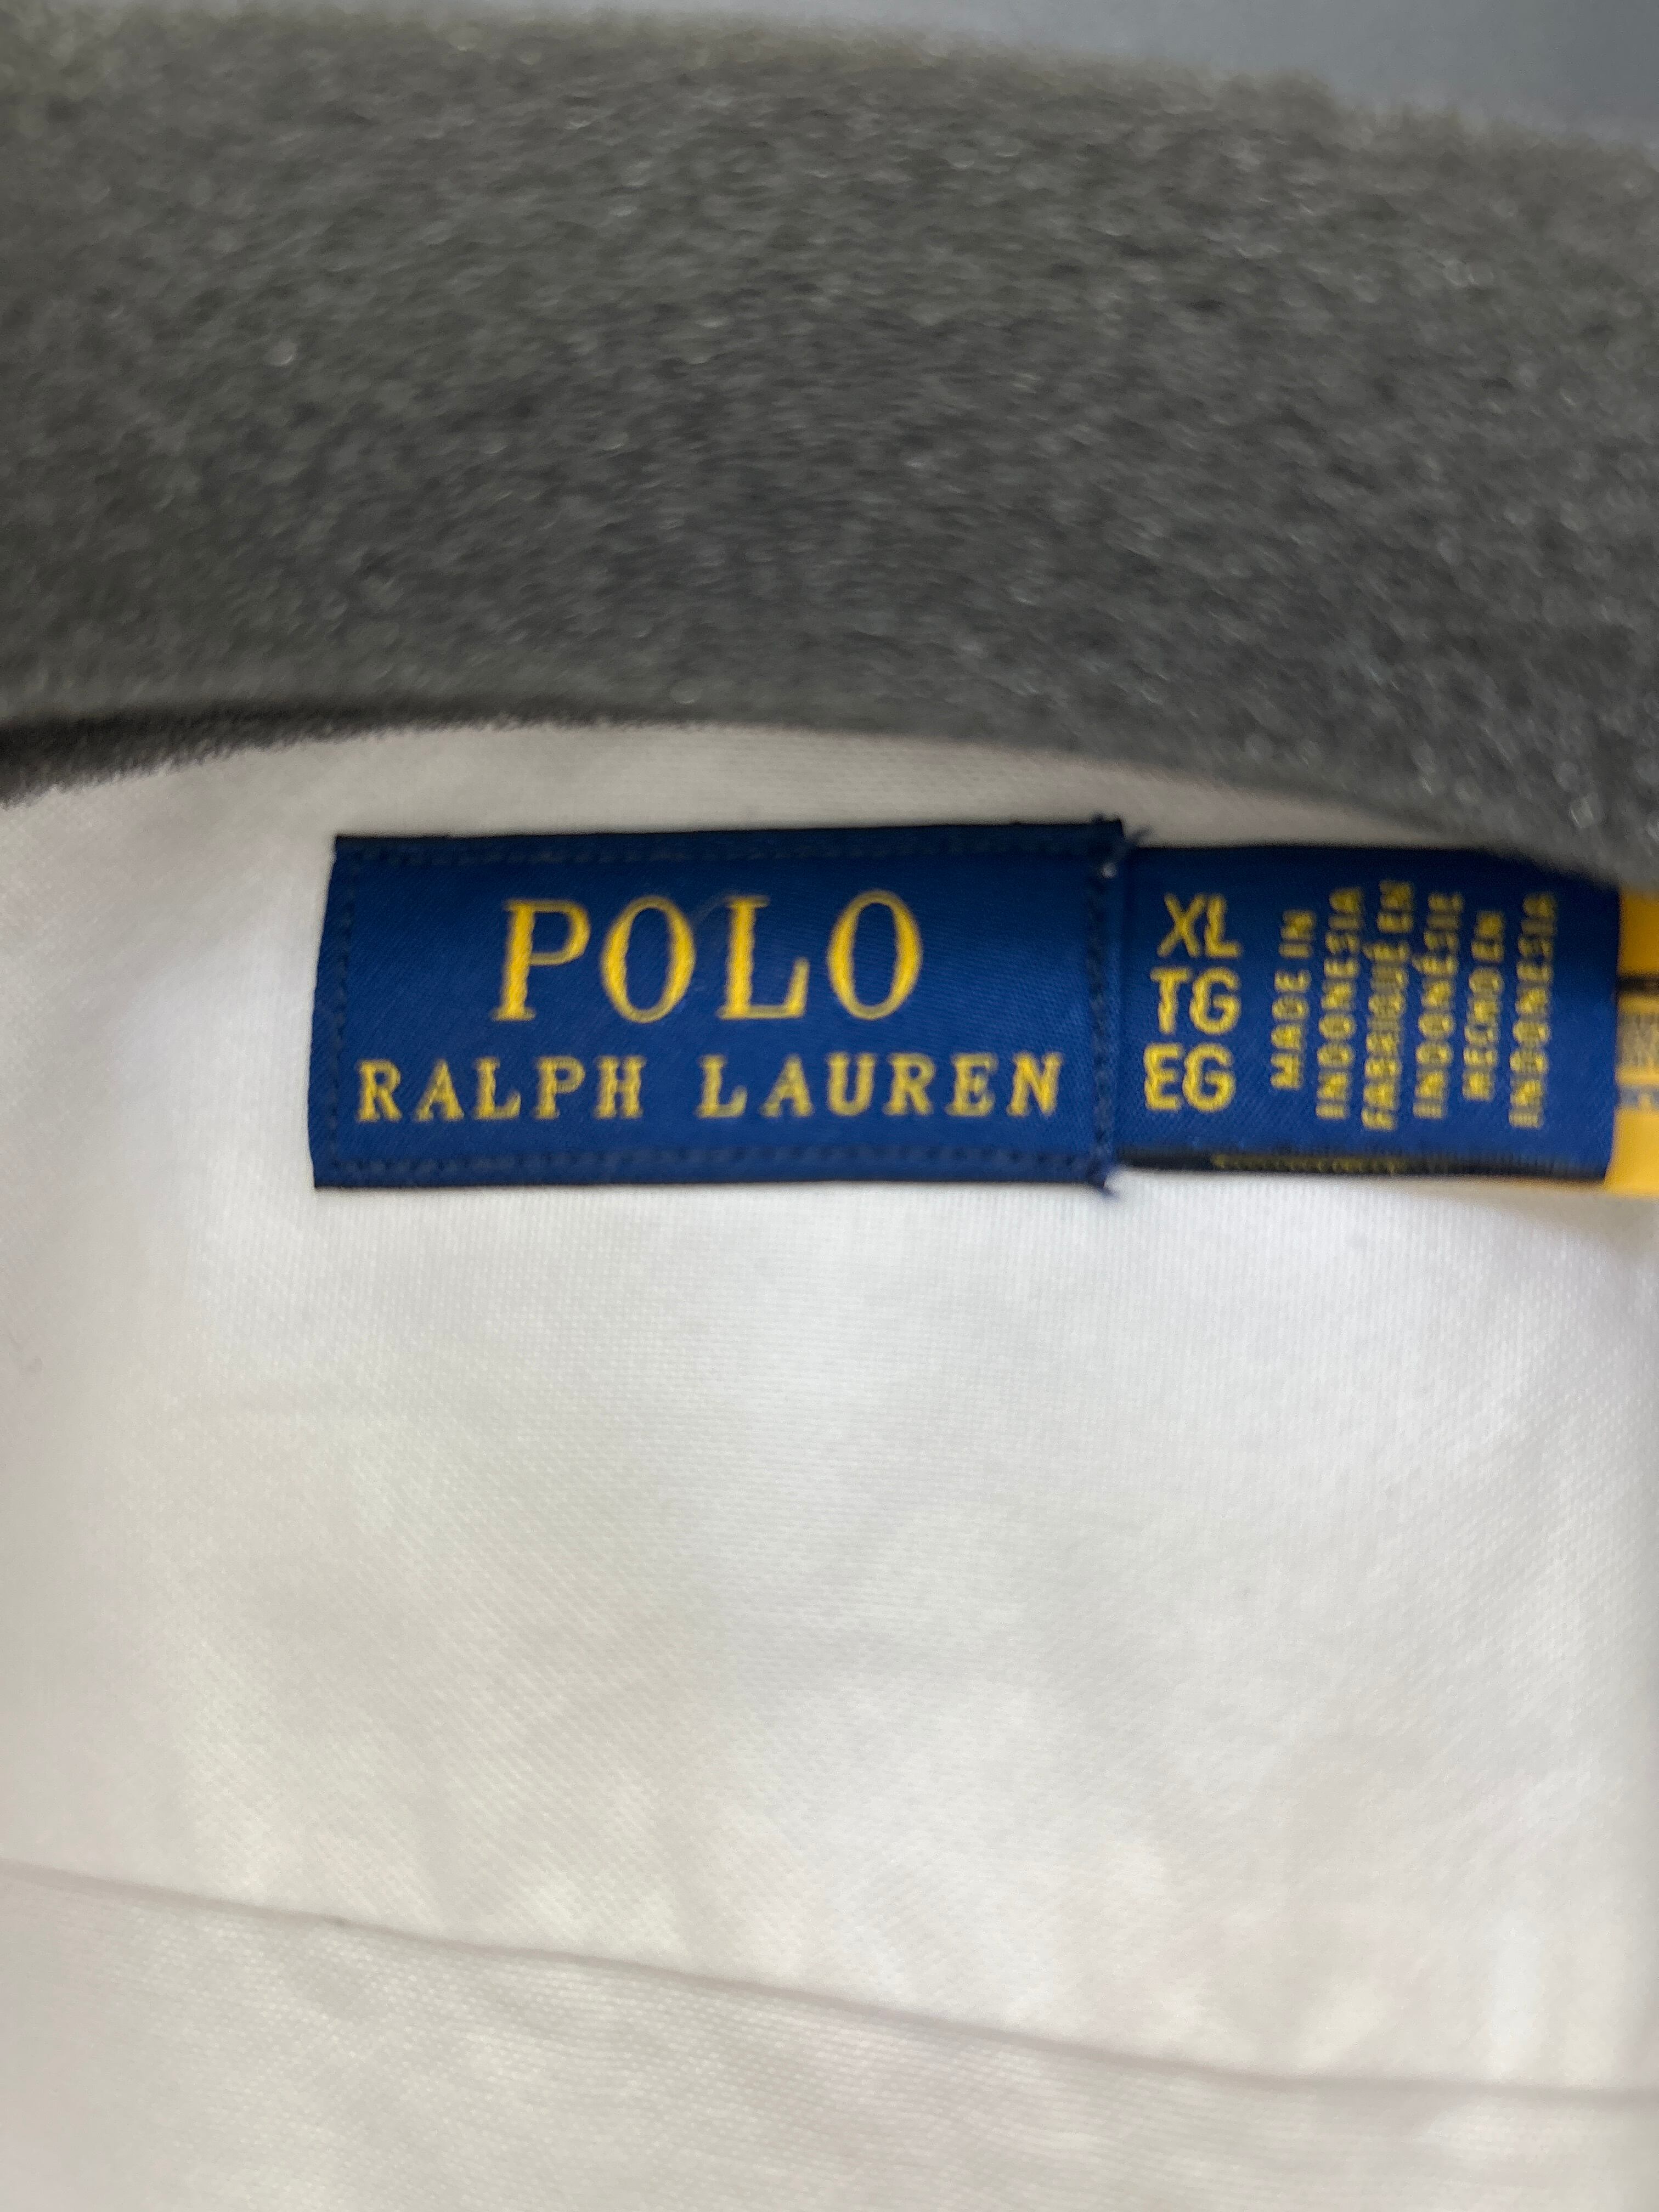 POLO
RALPH LAUREN
XL
TG
EG
MADE IN
INDONESIA
FABRIQUÉ EN
INDONÉSIE
HECHO EN
INDONESIA